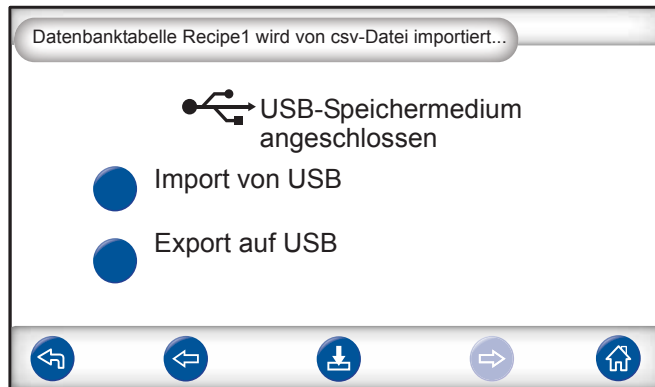 Datenbanktabelle Recipe1 wird von csv-Datei importiert...
USB-Speichermedium
angeschlossen
Import von USB
Export auf USB